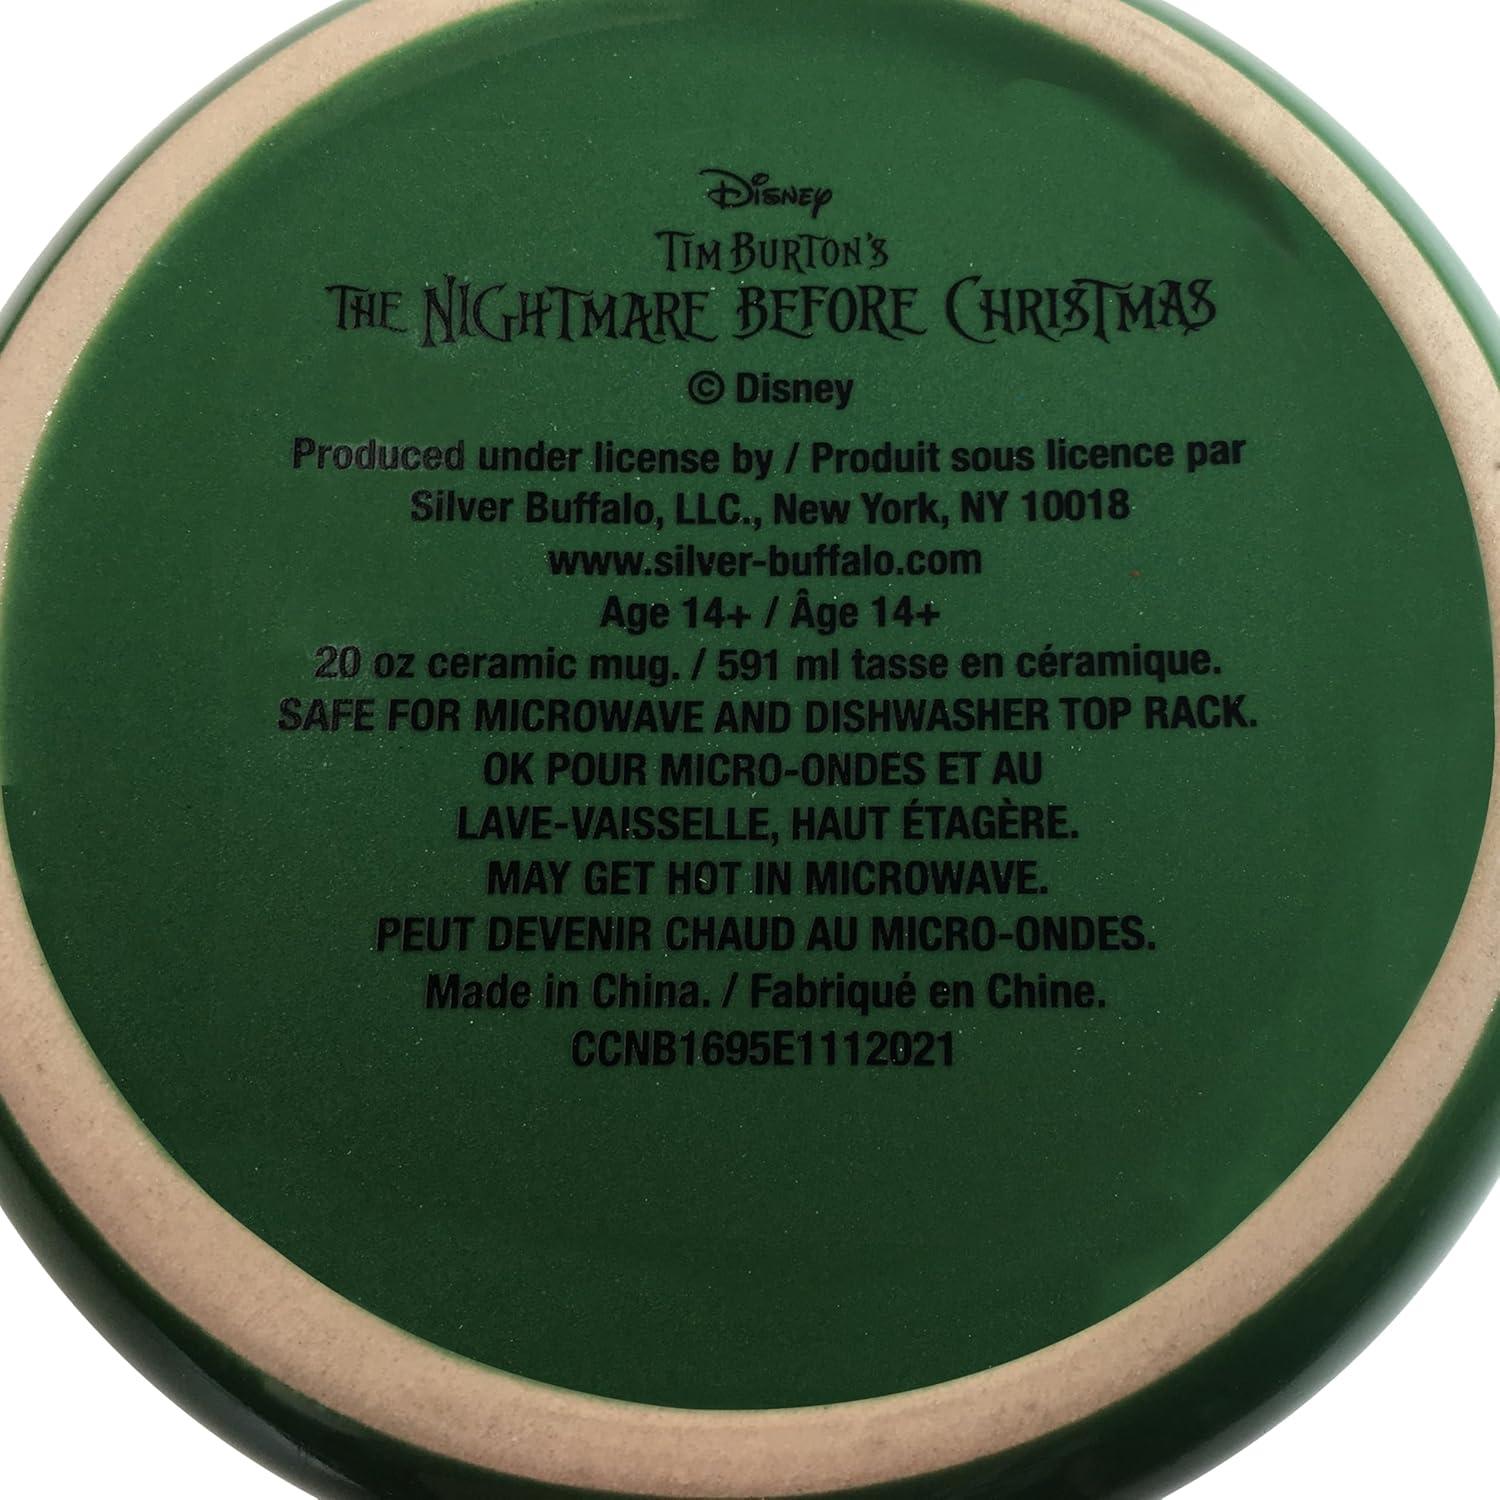 Disney
TIM BURTON'S
THE NIGHTMARE BEFORE CHRISTMAS
© Disney
Produced under license by / Produit sous licence par
Silver Buffalo, LLC., New York, NY 10018
www.silver-buffalo.com
Age 14+ / Âge 14+
20 oz ceramic mug. / 591 ml tasse en céramique.
SAFE FOR MICROWAVE AND DISHWASHER TOP RACK.
OK POUR MICRO-ONDES ET AU
LAVE-VAISSELLE, HAUT ÉTAGÈRE.
MAY GET HOT IN MICROWAVE.
PEUT DEVENIR CHAUD AU MICRO-ONDES.
Made in China. / Fabriqué en Chine.
CCNB1695E1112021